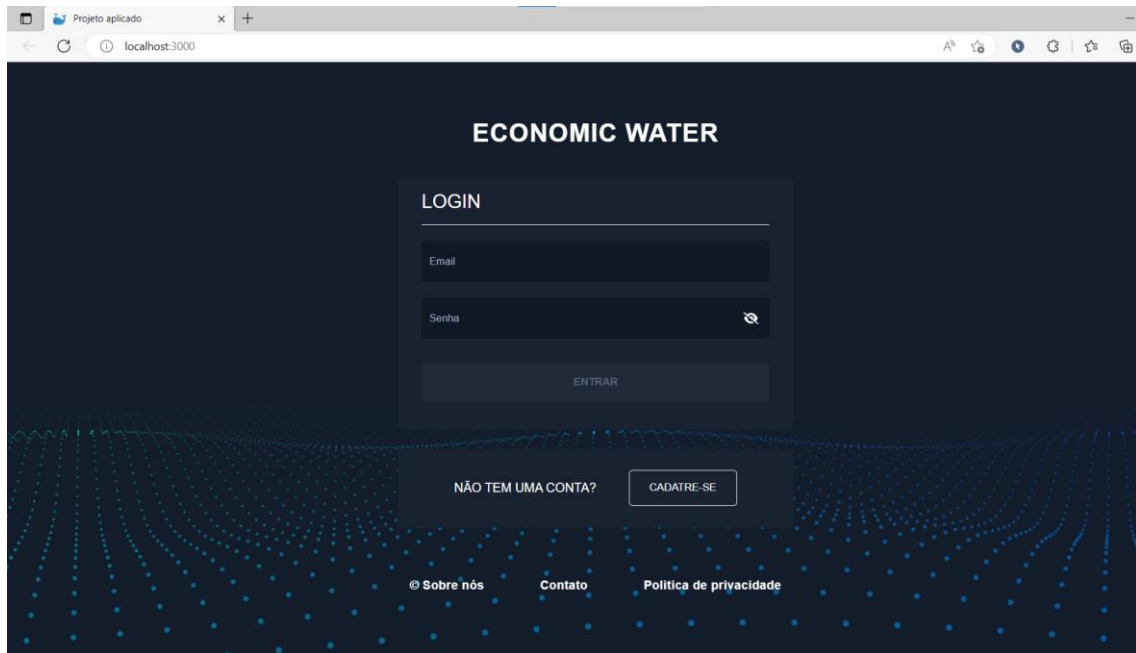 Projeto aplicado
localhost:3000
ECONOMIC WATER
LOGIN
Email
Senha
ENTRAR
NÃO TEM UMA CONTA? CADATRE-SE
© Sobre nós Contato Politica de privacidade